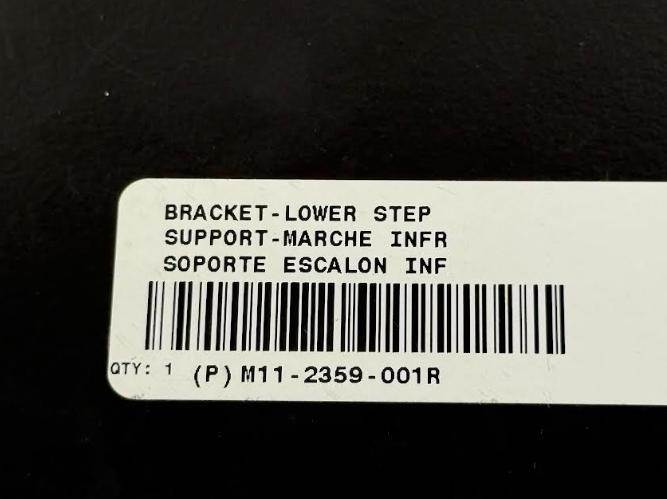 BRACKET-LOWER STEP
SUPPORT-MARCHE INFR
SOPORTE ESCALON INF
QTY: 1 (P) M11-2359-001R